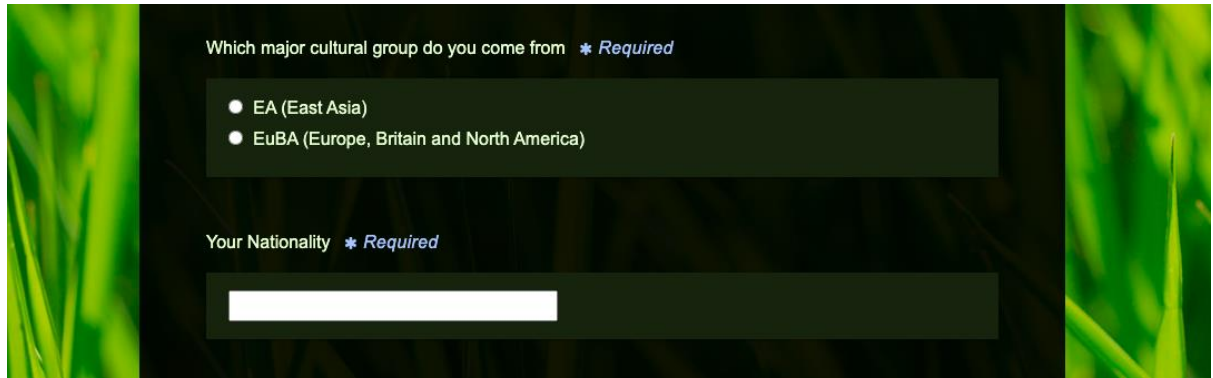 Which major cultural group do you come from ✱ Required
EA (East Asia)
EuBA (Europe, Britain and North America)
Your Nationality ✱ Required